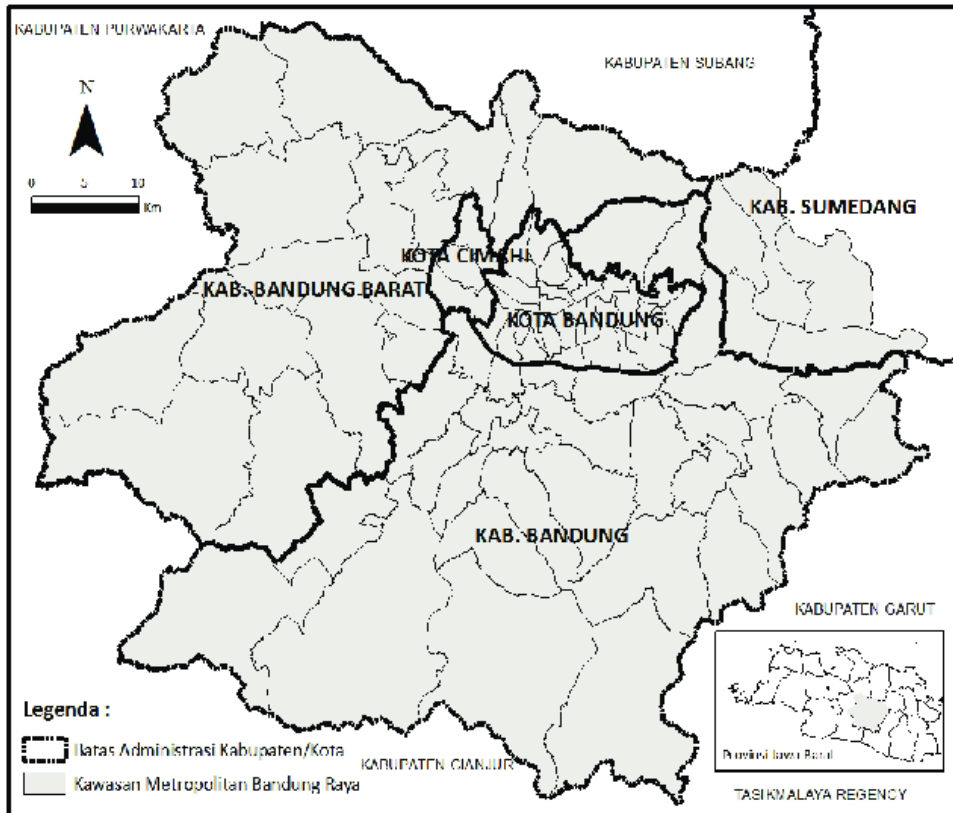 KABUPATEN PURWAKARTA
KABUPATEN SUBANG
N
0 5 10
Km
KAB. SUMEDANG
KOTA CIMAHI
KAB. BANDUNG BARAT
KOTA BANDUNG
KAB. BANDUNG
KABUPATEN GARUT
Legenda :
Batas Administrasi Kabupaten/Kota
Kawasan Metropolitan Bandung Raya
KABUPATEN CIANJUR
Provinsi Jawa Barat
TASIKMALAYA REGENCY